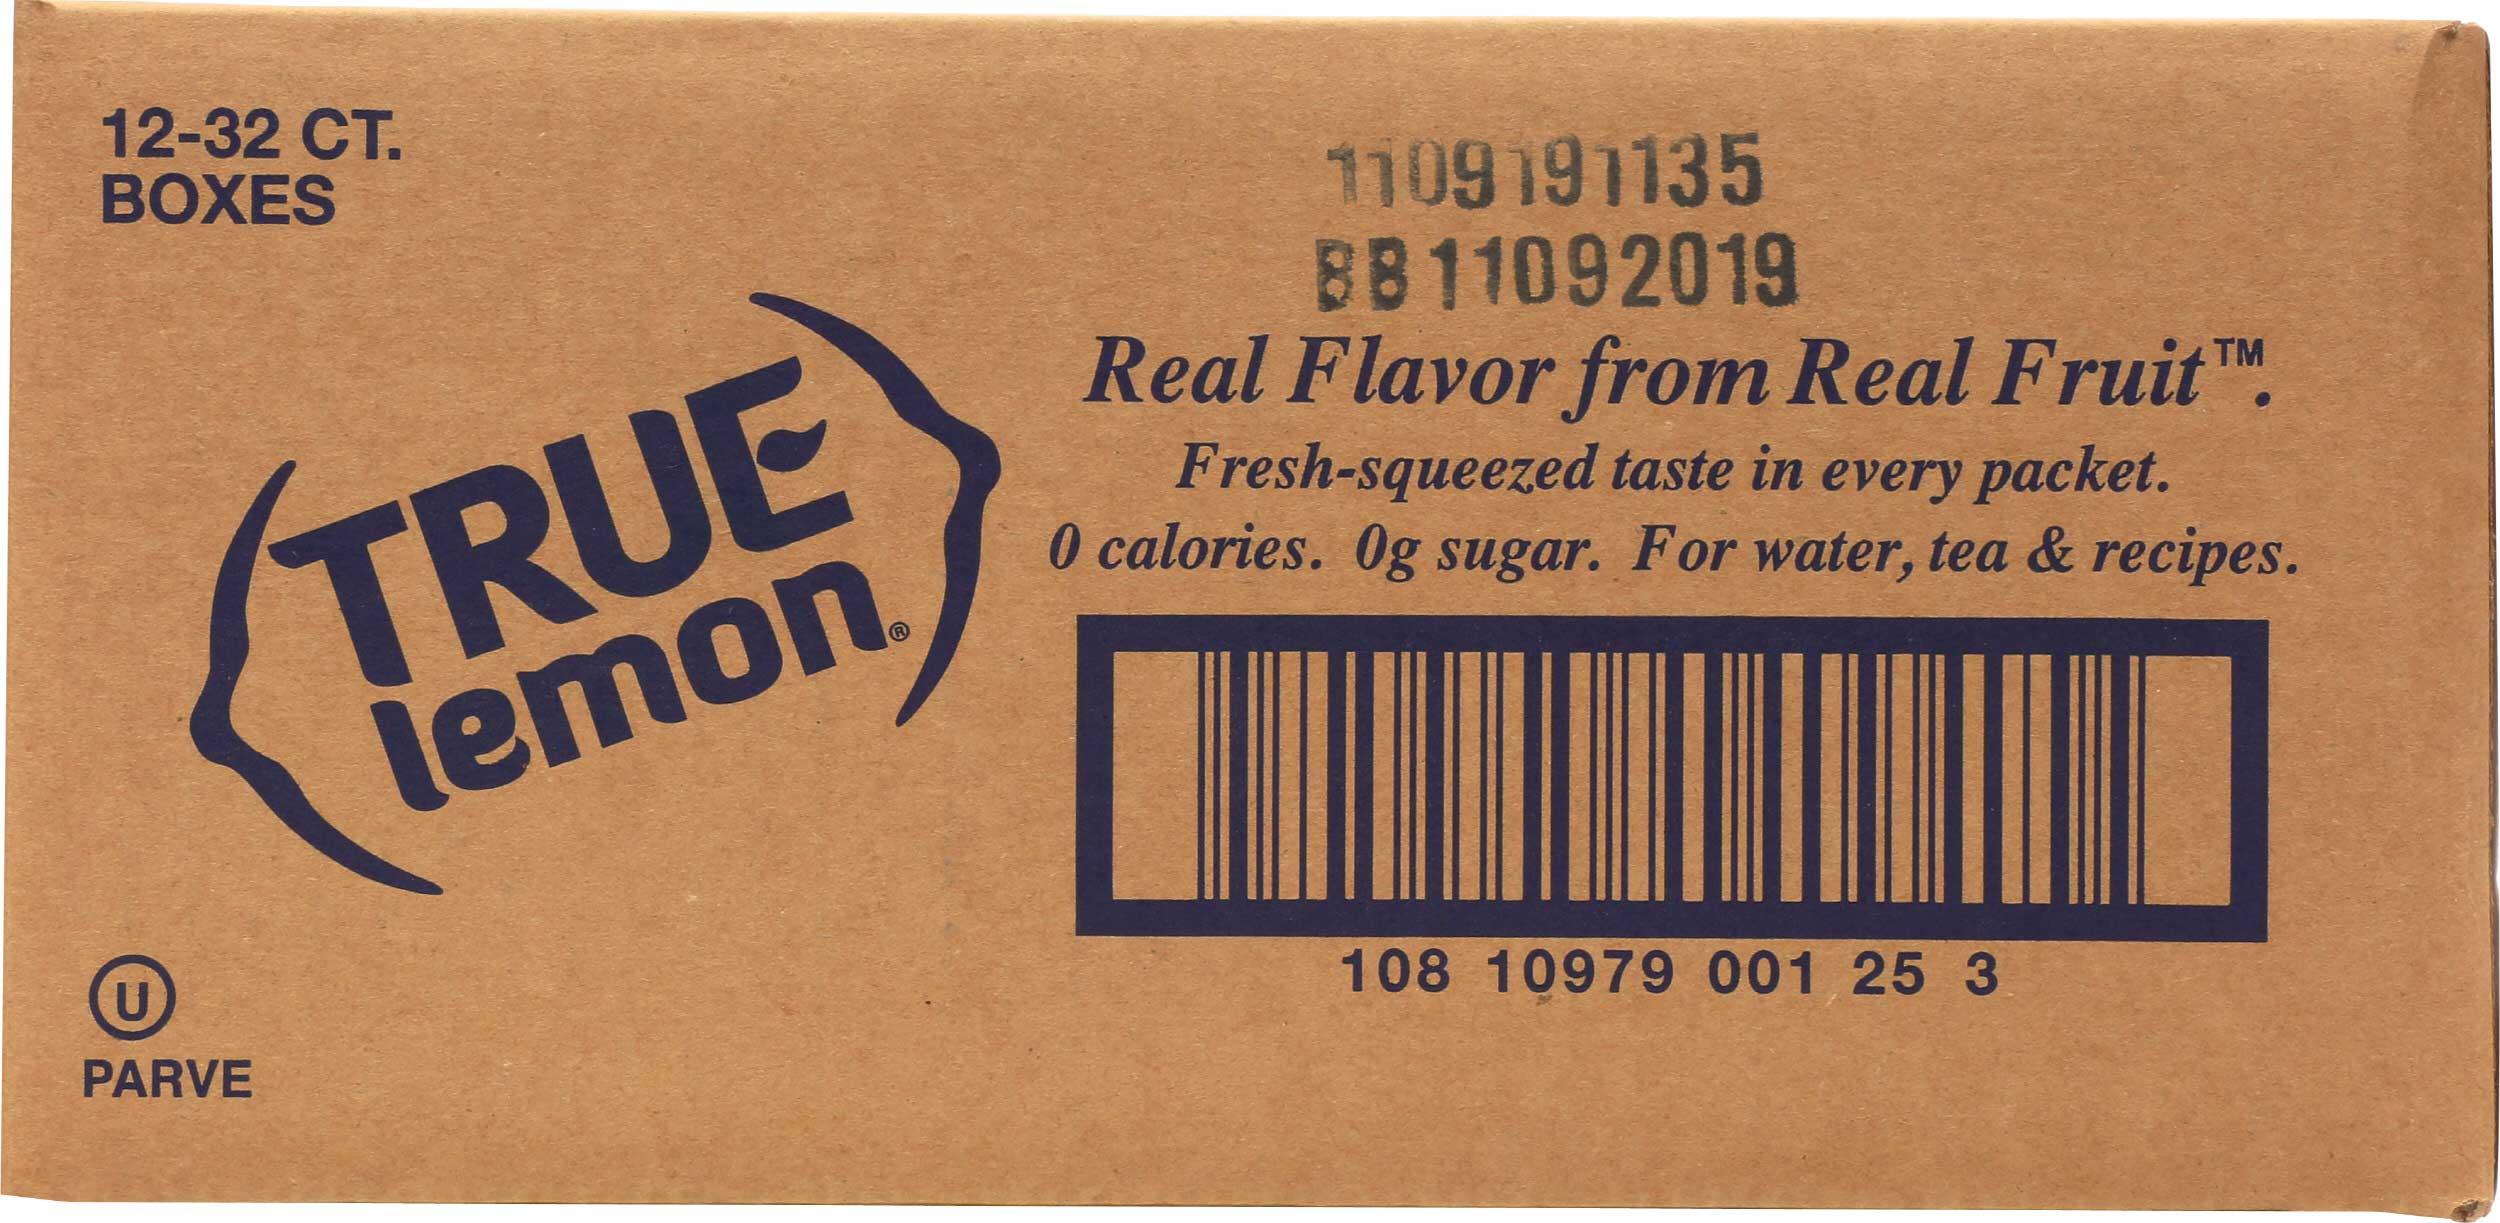 12-32 CT.
BOXES
1109191135
BB11092019
TRUE
lemon®
Real Flavor from Real Fruit™.
Fresh-squeezed taste in every packet.
0 calories. 0g sugar. For water, tea & recipes.
108 10979 001 25 3
U
PARVE